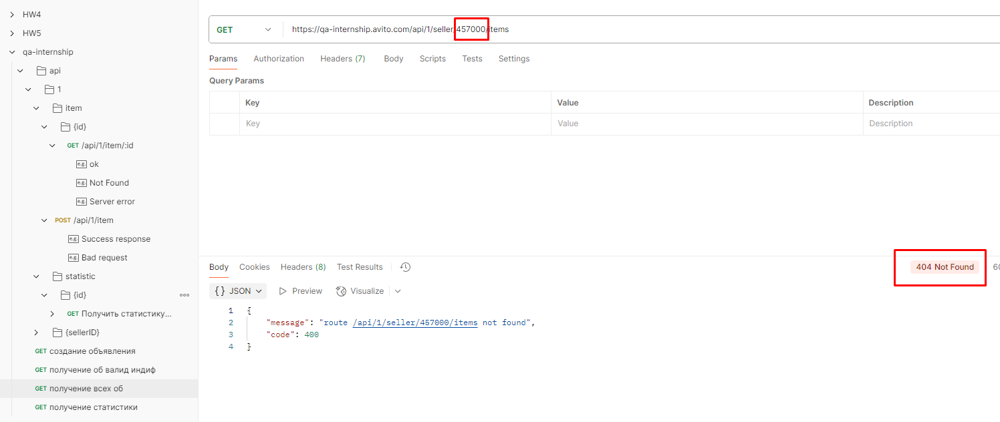 HW4
HW5
qa-internship
api
1
item
{id}
GET /api/1/item/:id
e.g. ok
e.g. Not Found
e.g. Server error
POST /api/1/item
e.g. Success response
e.g. Bad request
statistic
{id}
GET Получить статистику...
{sellerID}
GET создание объявления
GET получение об валид индиф
GET получение всех об
GET получение статистики
GET https://qa-internship.avito.com/api/1/seller/457000/items
Params Authorization Headers (7) Body Scripts Tests Settings
Query Params
Key Value Description
Key Value Description
Body Cookies Headers (8) Test Results 404 Not Found
{} JSON Preview Visualize
1 {
2 "message": "route /api/1/seller/457000/items not found",
3 "code": 400
4 }